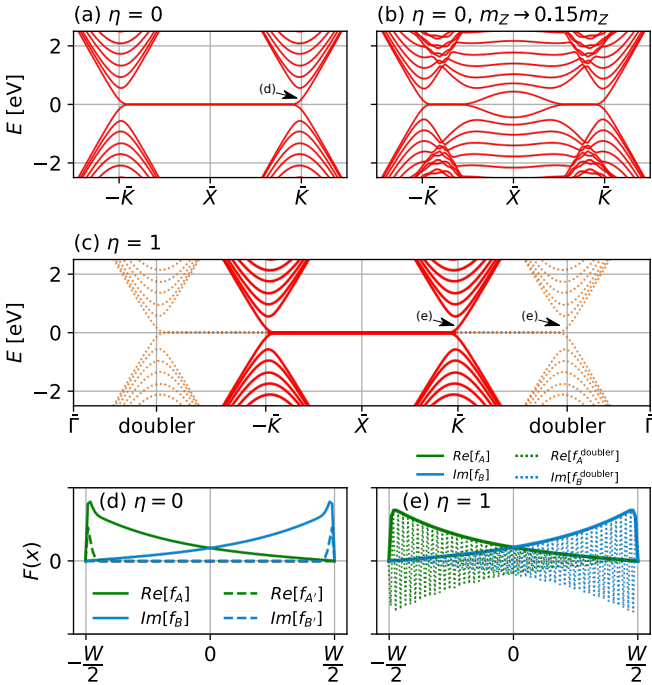 (a) η = 0
(b) η = 0, m_Z → 0.15m_Z
E [eV]
2
0
−2
(d)
−K̄
X̄
K̄
−K̄
X̄
K̄
(c) η = 1
E [eV]
2
0
−2
(e)
(e)
Γ̄
doubler
−K̄
X̄
K̄
doubler
Γ̄
Re[f_A]
Im[f_B]
Re[f_A^doubler]
Im[f_B^doubler]
(d) η = 0
(e) η = 1
F(x)
0
Re[f_A]
Im[f_B]
Re[f_A′]
Im[f_B′]
−W/2
0
W/2
−W/2
0
W/2